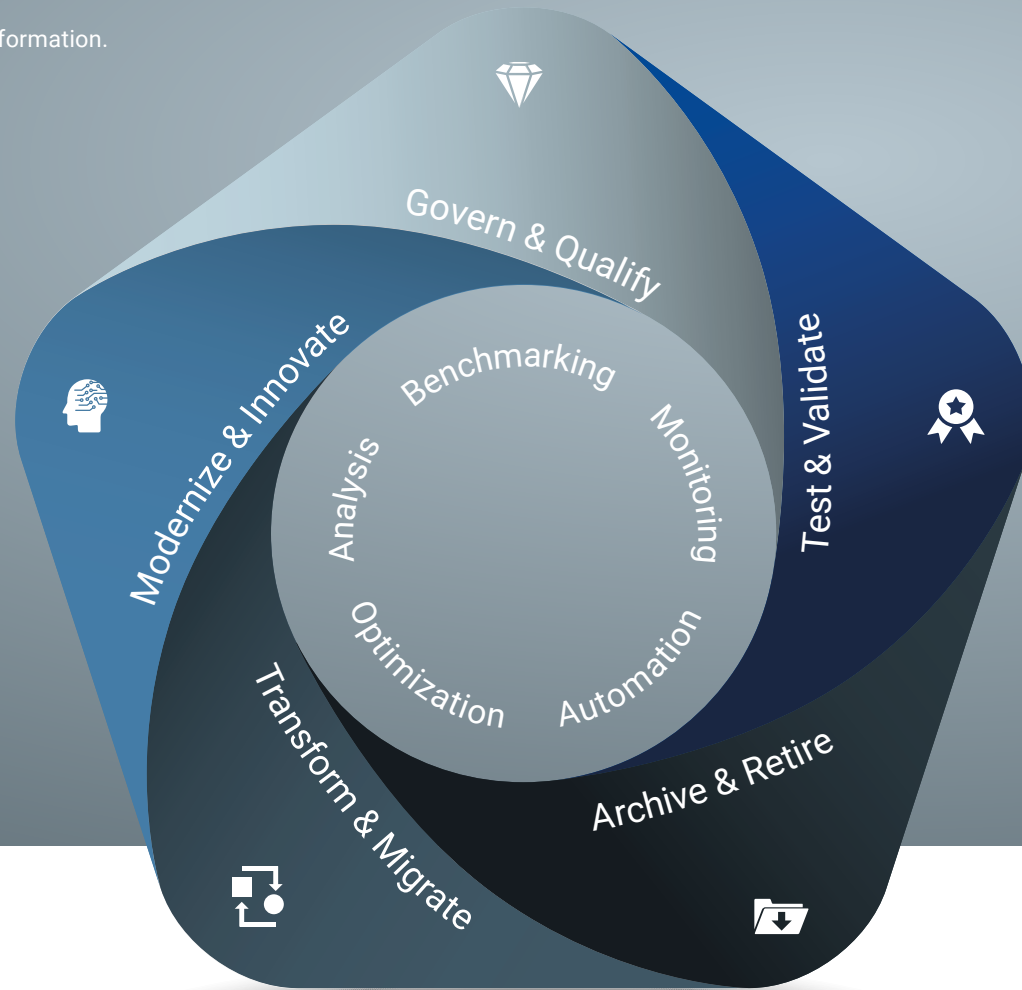 formation.
Govern & Qualify
Test & Validate
Archive & Retire
Transform & Migrate
Modernize & Innovate
Benchmarking
Monitoring
Automation
Optimization
Analysis